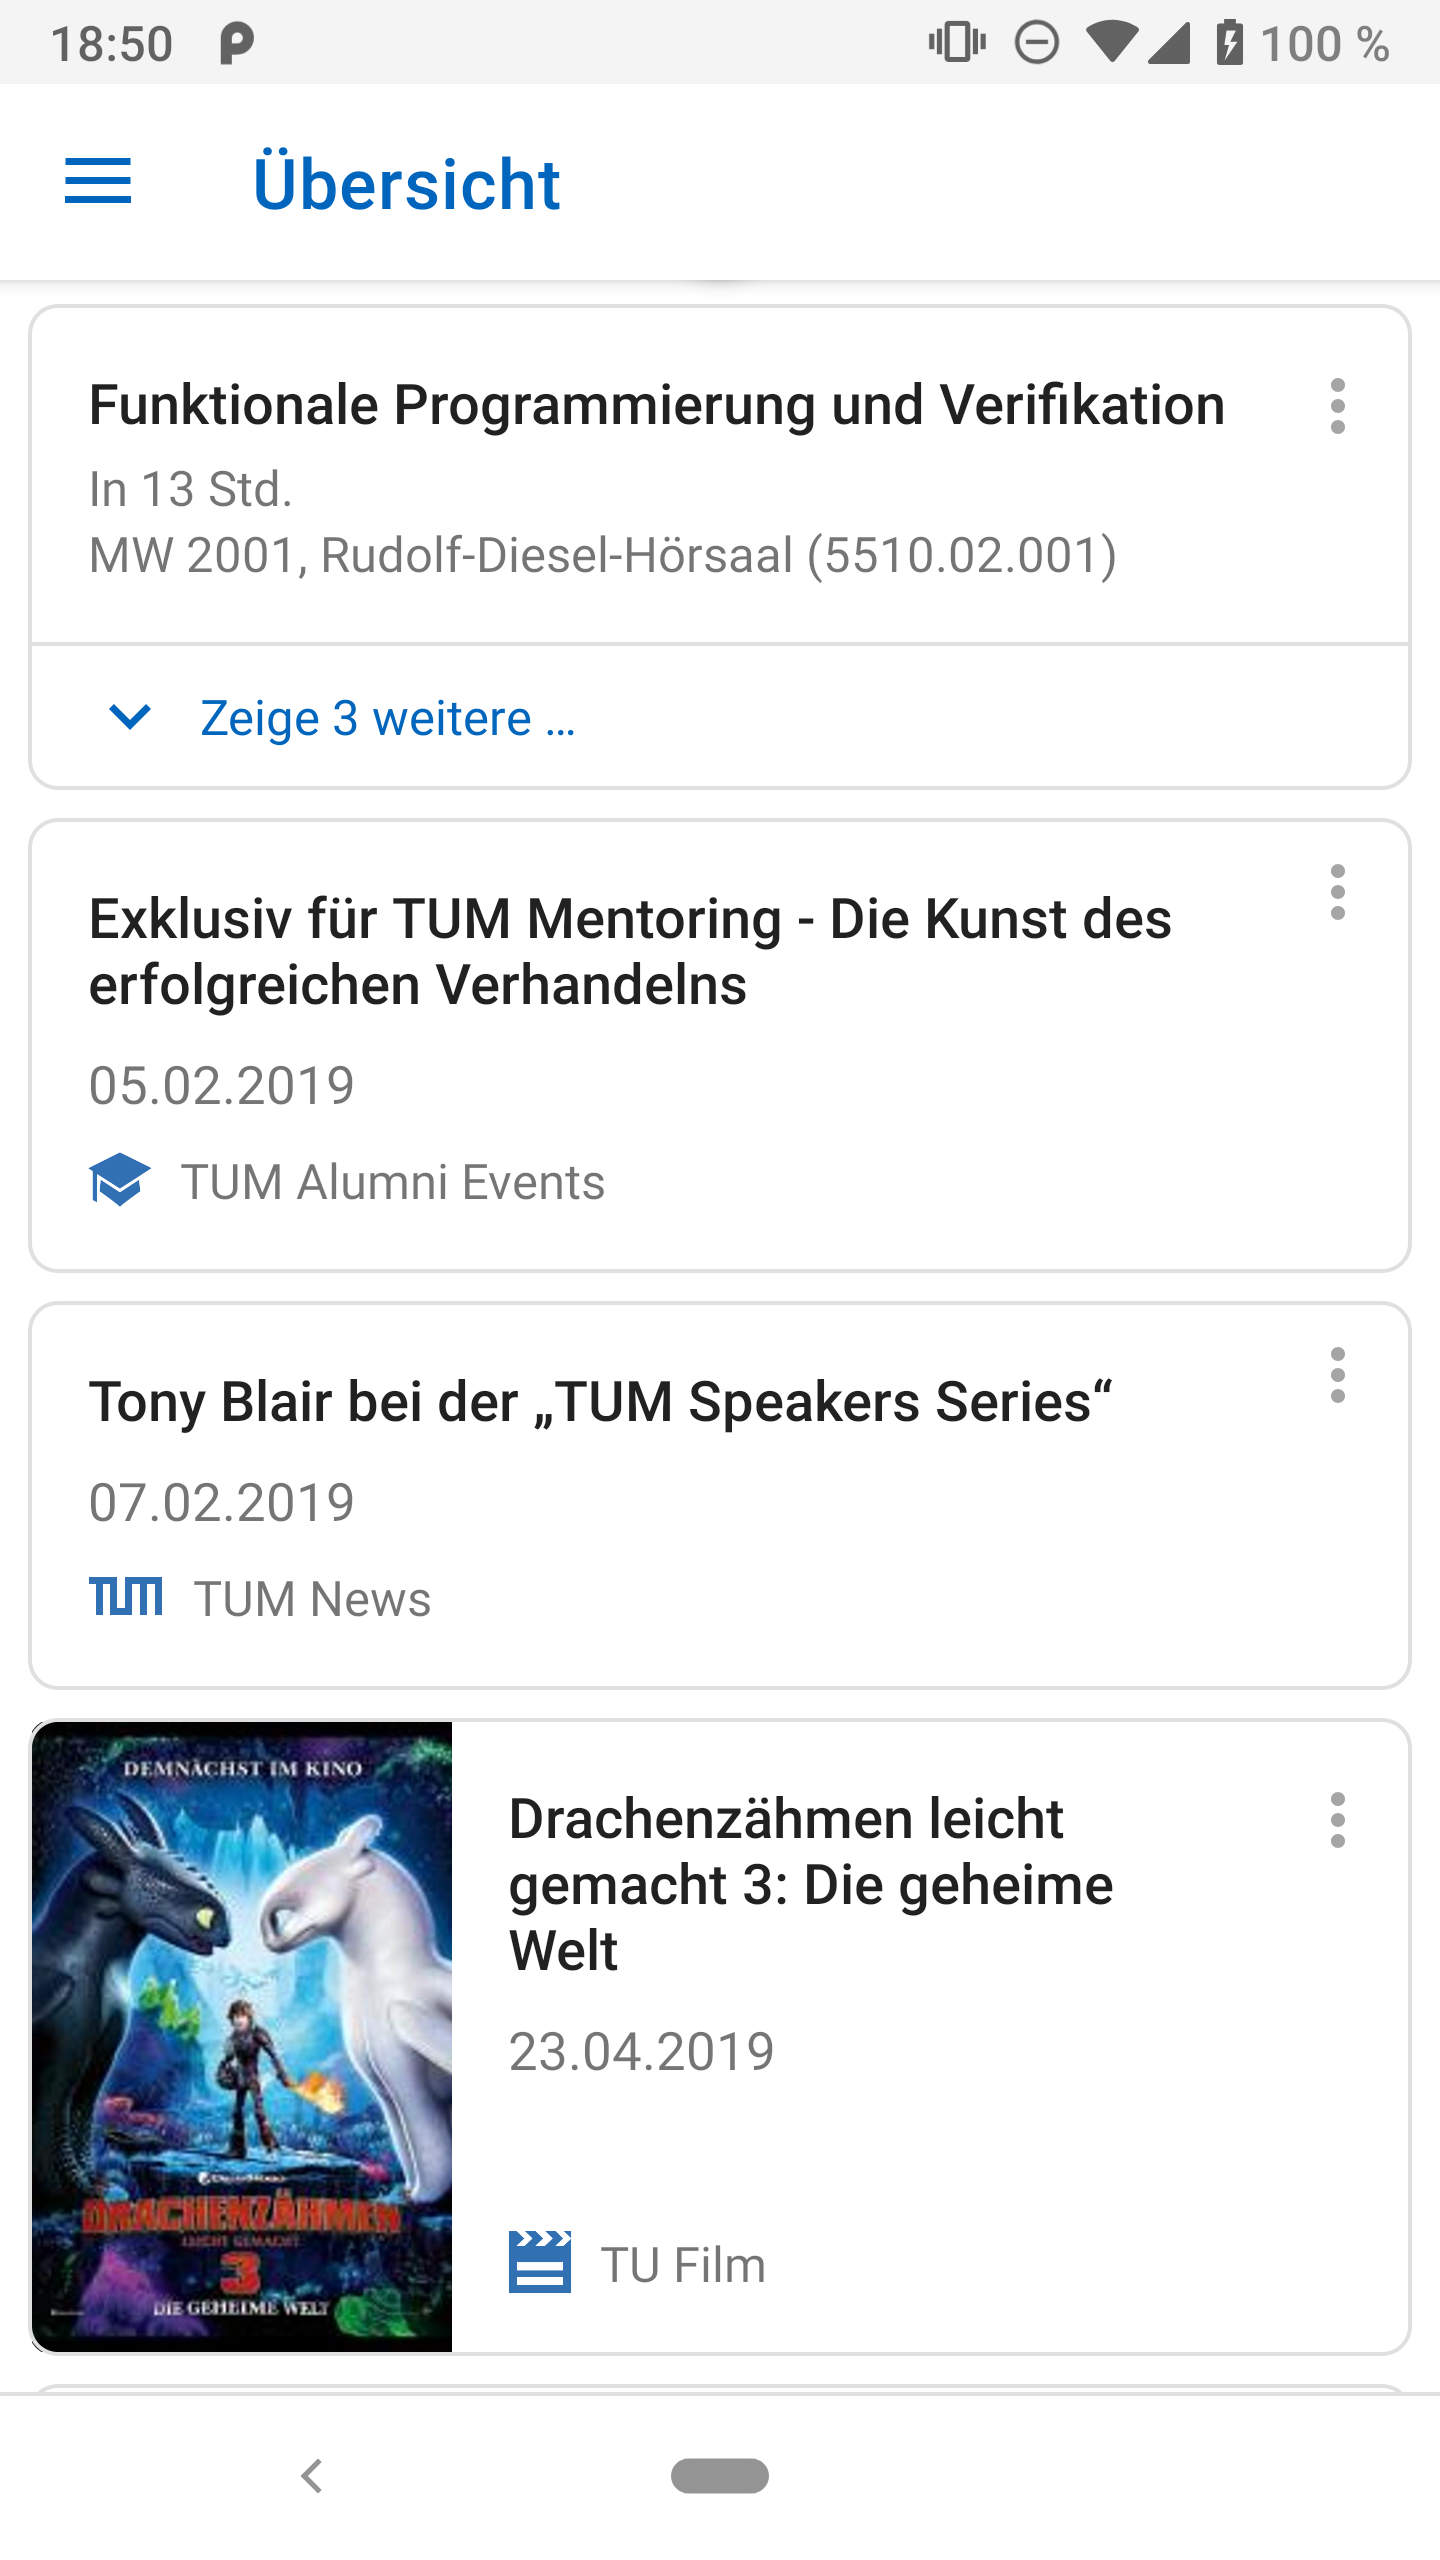 18:50
100 %
Übersicht
Funktionale Programmierung und Verifikation
In 13 Std.
MW 2001, Rudolf-Diesel-Hörsaal (5510.02.001)
Zeige 3 weitere ...
Exklusiv für TUM Mentoring - Die Kunst des
erfolgreichen Verhandelns
05.02.2019
TUM Alumni Events
Tony Blair bei der „TUM Speakers Series“
07.02.2019
TUM
TUM News
DEMNÄCHST IM KINO
DRACHENZÄHMEN
LEICHT GEMACHT
3
DIE GEHEIME WELT
Drachenzähmen leicht
gemacht 3: Die geheime
Welt
23.04.2019
TU Film